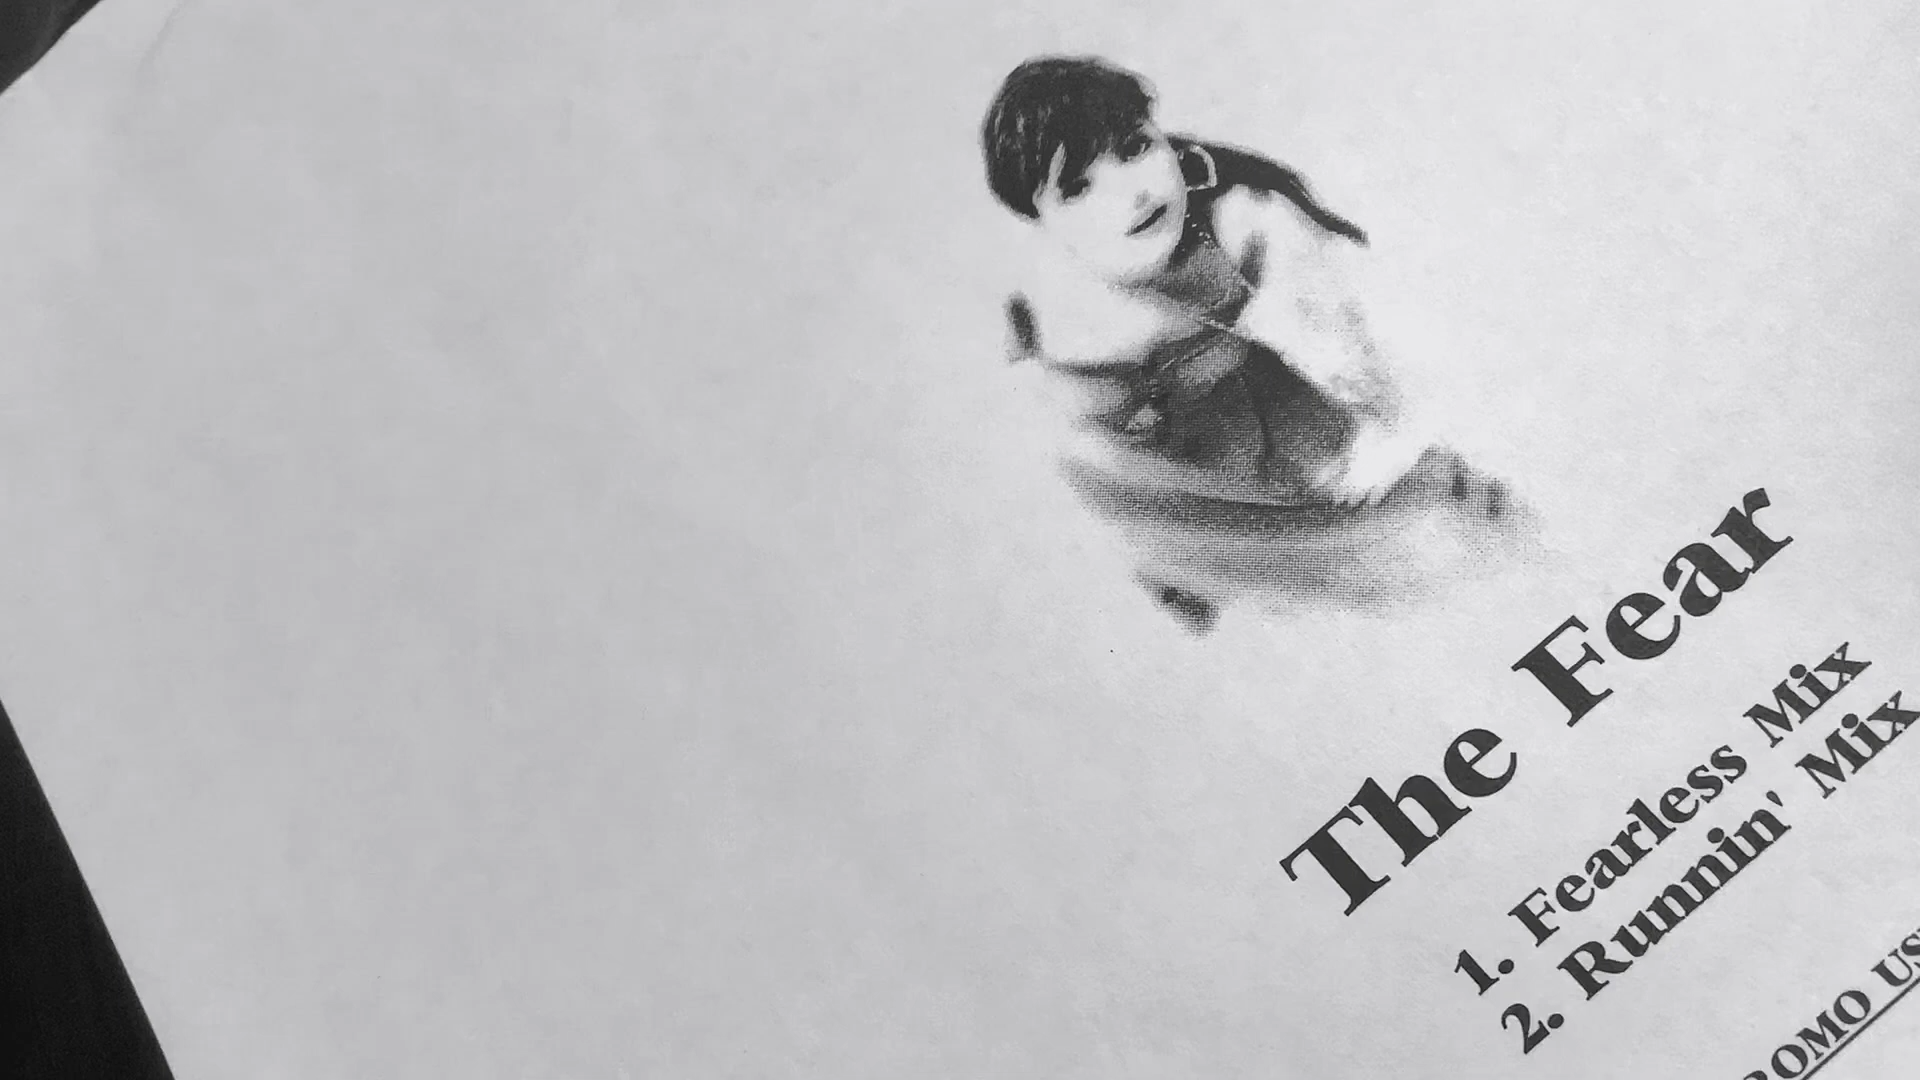 The Fear
1. Fearless Mix
2. Runnin' Mix